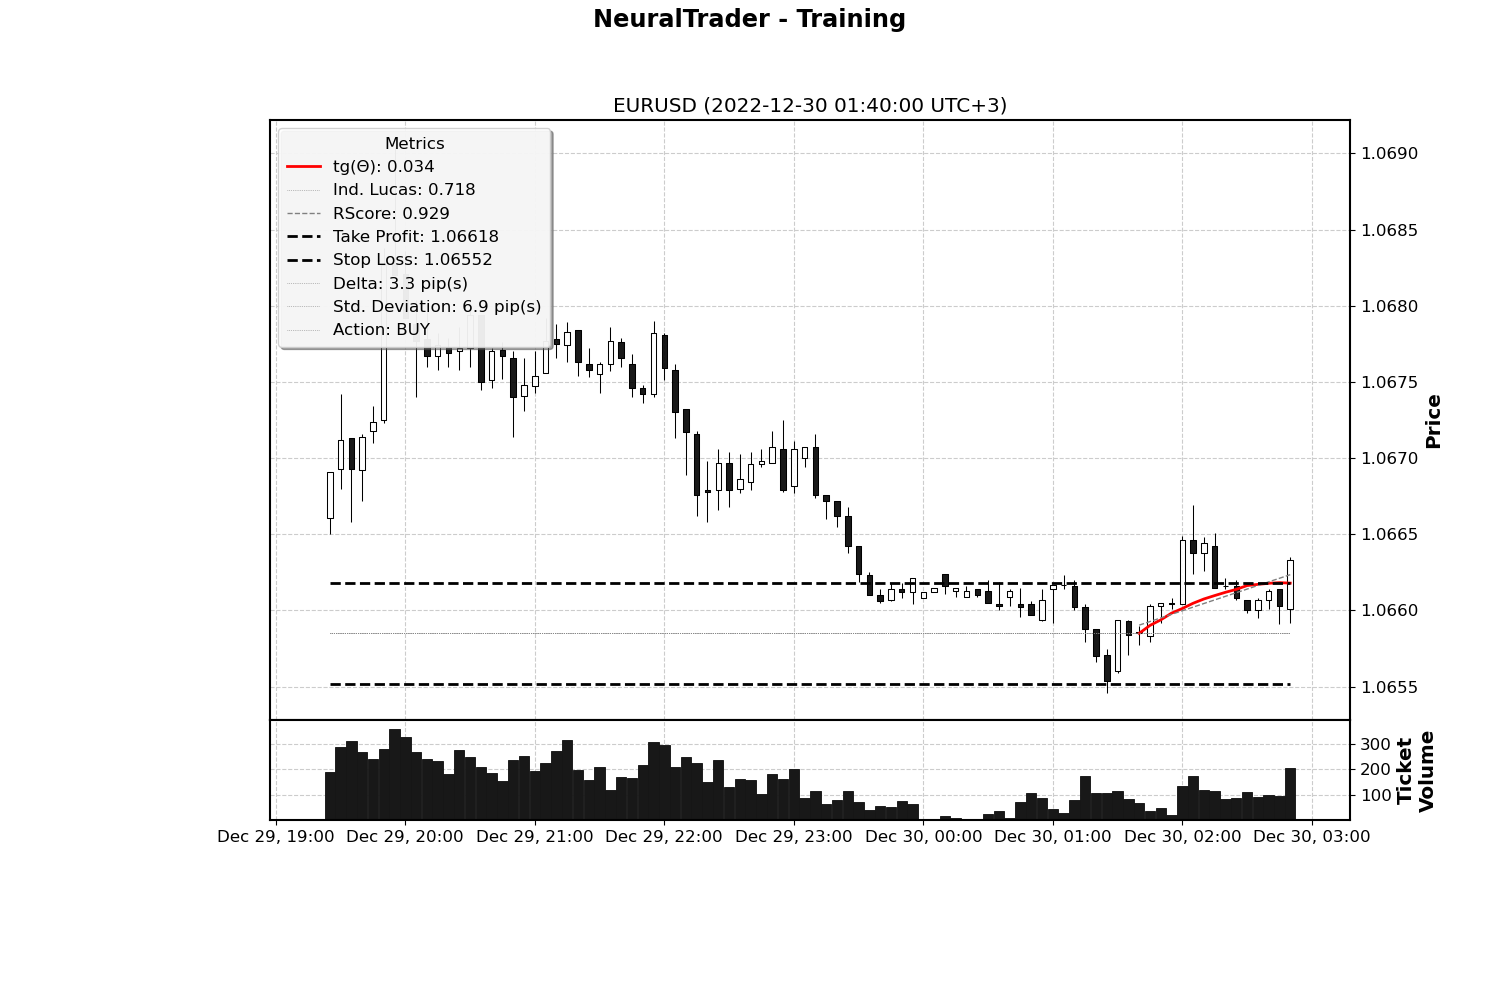 NeuralTrader - Training
EURUSD (2022-12-30 01:40:00 UTC+3)
Metrics
tg(Θ): 0.034
Ind. Lucas: 0.718
RScore: 0.929
Take Profit: 1.06618
Stop Loss: 1.06552
Delta: 3.3 pip(s)
Std. Deviation: 6.9 pip(s)
Action: BUY
1.0690
1.0685
1.0680
1.0675
1.0670
1.0665
1.0660
1.0655
Price
300
200
100
Ticket
Volume
Dec 29, 19:00 Dec 29, 20:00 Dec 29, 21:00 Dec 29, 22:00 Dec 29, 23:00 Dec 30, 00:00 Dec 30, 01:00 Dec 30, 02:00 Dec 30, 03:00